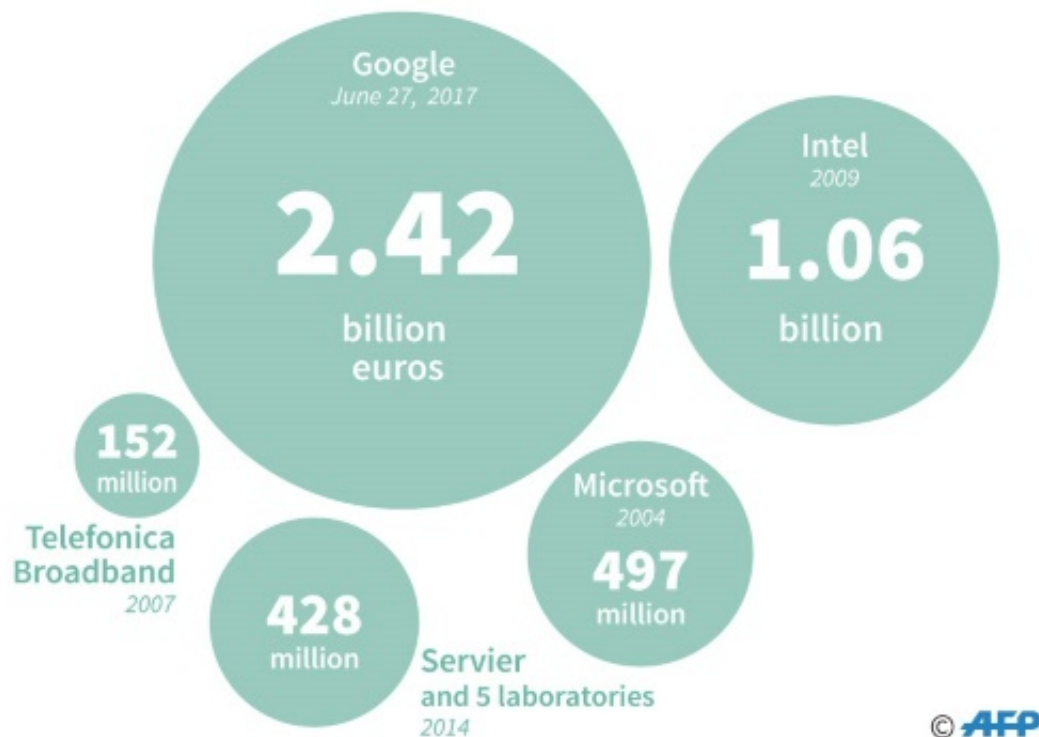 Google
June 27, 2017
2.42
billion
euros
Intel
2009
1.06
billion
152
million
Telefonica
Broadband
2007
428
million
Servier
and 5 laboratories
2014
Microsoft
2004
497
million
© AFP